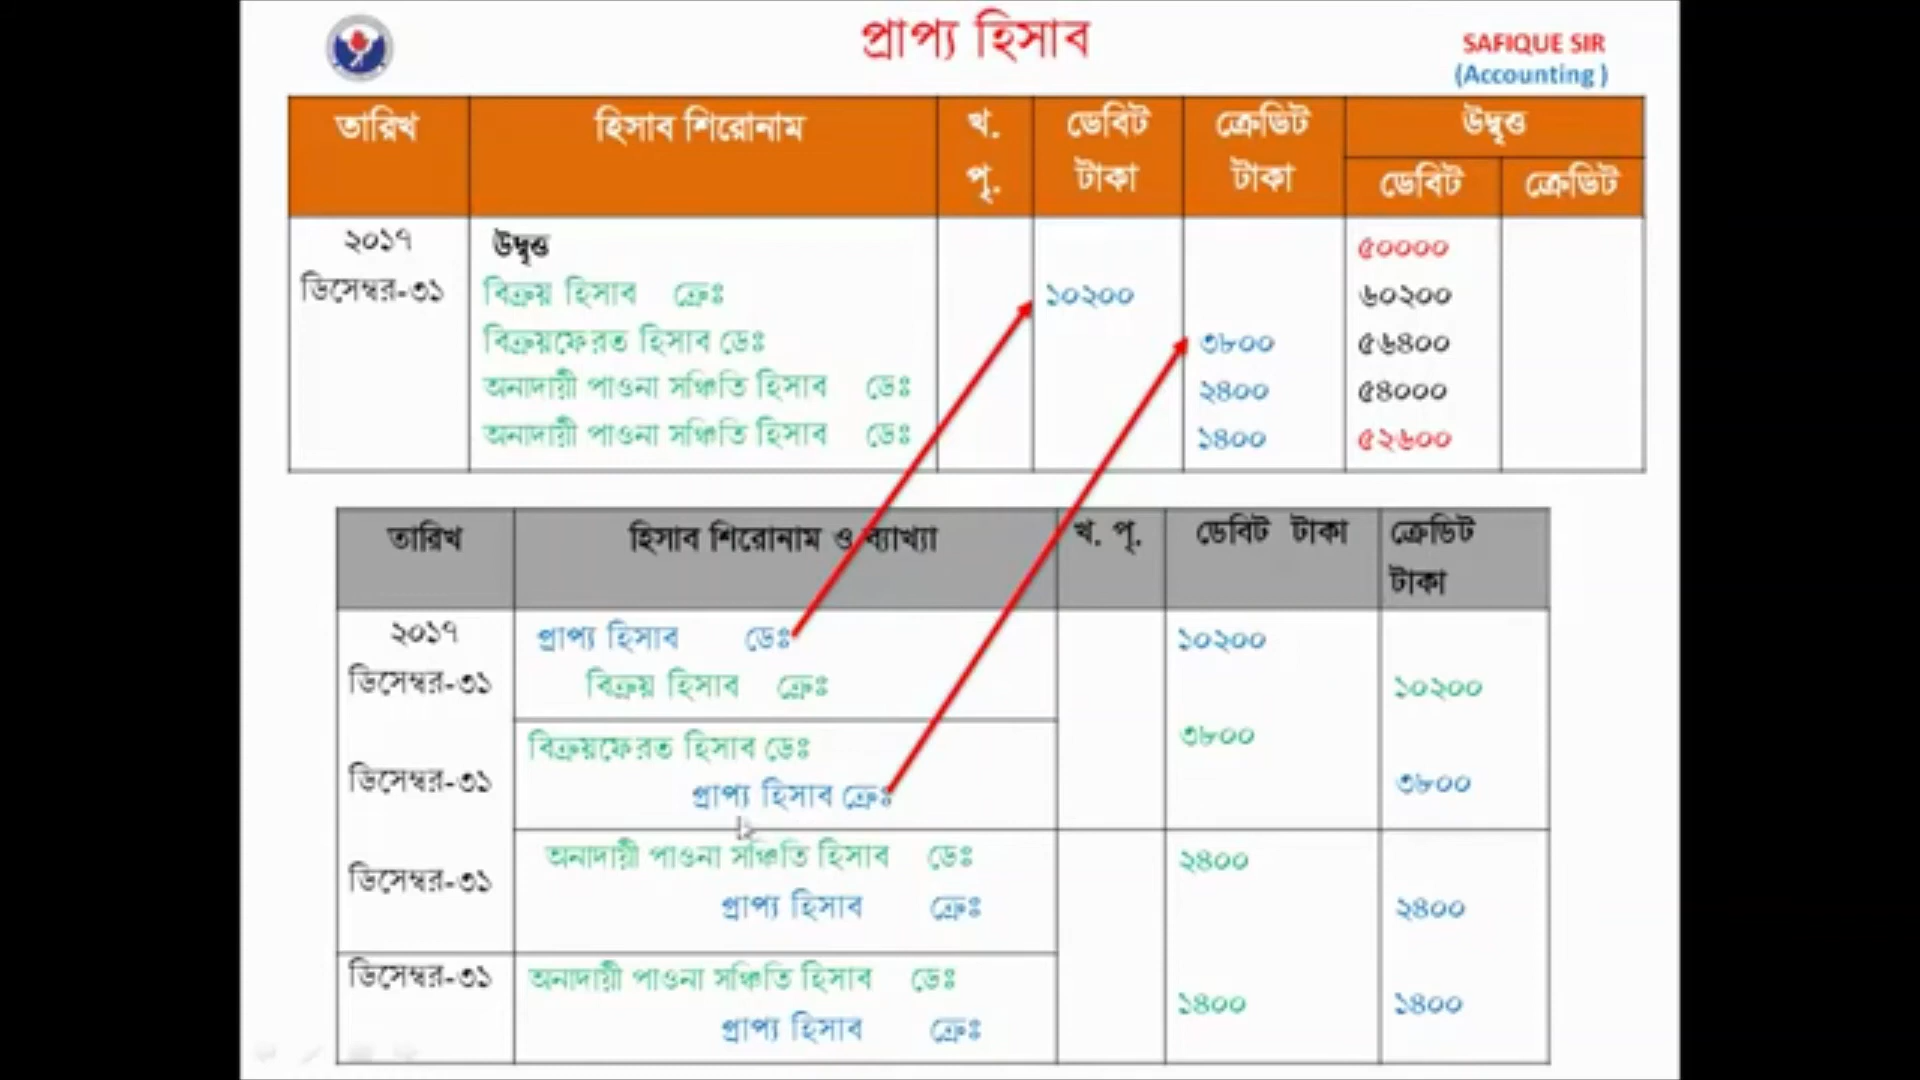 প্রাপ্য হিসাব
SAFIQUE SIR
(Accounting )
তারিখ হিসাব শিরোনাম খ. পৃ. ডেবিট টাকা ক্রেডিট টাকা উদ্বৃত্ত
ডেবিট ক্রেডিট
২০১৭ উদ্বৃত্ত ৫০০০০
ডিসেম্বর-৩১ বিক্রয় হিসাব ক্রেঃ ১০২০০ ৬০২০০
বিক্রয়ফেরত হিসাব ডেঃ ৩৮০০ ৫৬৪০০
অনাদায়ী পাওনা সঞ্চিতি হিসাব ডেঃ ২৪০০ ৫৪০০০
অনাদায়ী পাওনা সঞ্চিতি হিসাব ডেঃ ১৪০০ ৫২৬০০
তারিখ হিসাব শিরোনাম ও ব্যাখ্যা খ. পৃ. ডেবিট টাকা ক্রেডিট টাকা
২০১৭ প্রাপ্য হিসাব ডেঃ ১০২০০
ডিসেম্বর-৩১ বিক্রয় হিসাব ক্রেঃ ১০২০০
বিক্রয়ফেরত হিসাব ডেঃ ৩৮০০
ডিসেম্বর-৩১ প্রাপ্য হিসাব ক্রেঃ ৩৮০০
অনাদায়ী পাওনা সঞ্চিতি হিসাব ডেঃ ২৪০০
ডিসেম্বর-৩১ প্রাপ্য হিসাব ক্রেঃ ২৪০০
ডিসেম্বর-৩১ অনাদায়ী পাওনা সঞ্চিতি হিসাব ডেঃ ১৪০০ ১৪০০
প্রাপ্য হিসাব ক্রেঃ